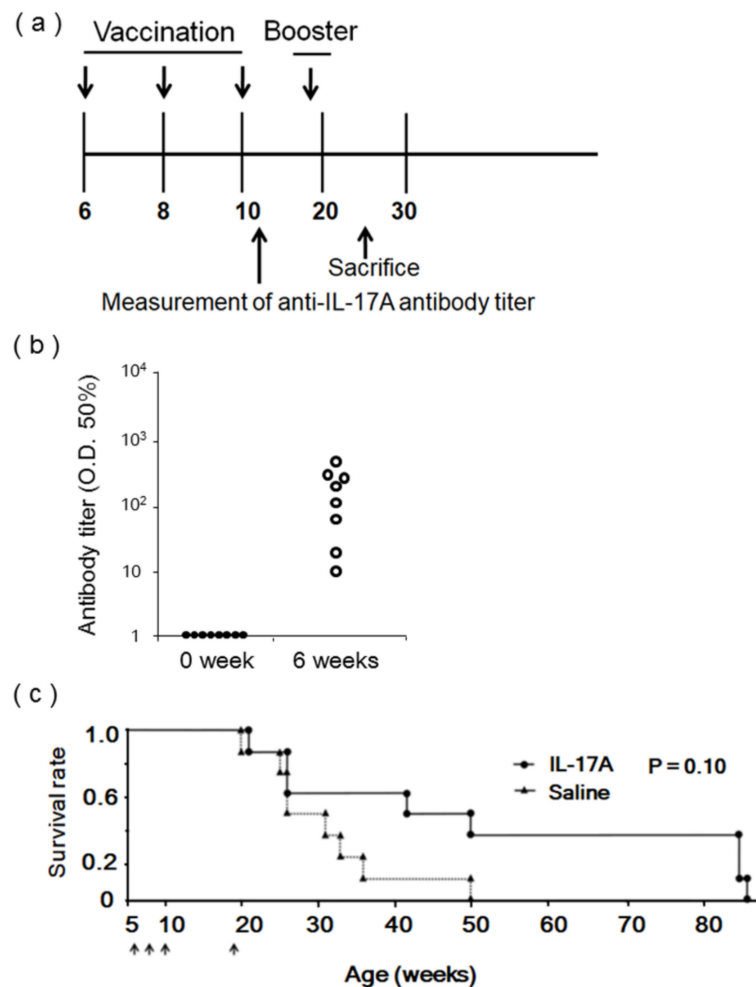 ( a )
Vaccination Booster
6 8 10 20 30
Sacrifice
Measurement of anti-IL-17A antibody titer
( b )
Antibody titer (O.D. 50%)
10⁴
10³
10²
10
1
0 week 6 weeks
( c )
Survival rate
1.0
0.6
0.2
0
IL-17A P = 0.10
Saline
5 10 20 30 40 50 60 70 80
Age (weeks)